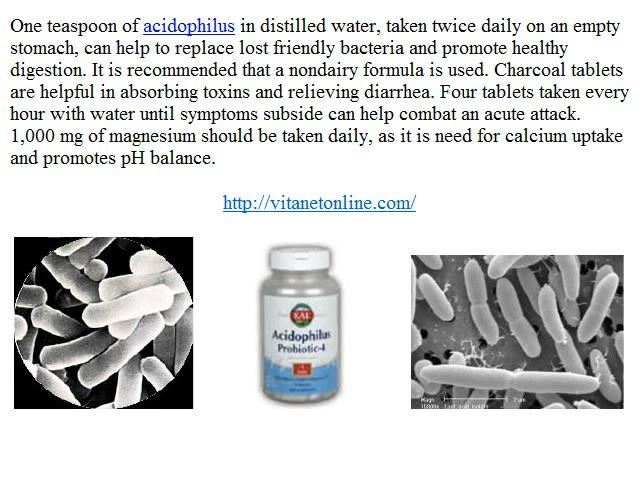 One teaspoon of acidophilus in distilled water, taken twice daily on an empty
stomach, can help to replace lost friendly bacteria and promote healthy
digestion. It is recommended that a nondairy formula is used. Charcoal tablets
are helpful in absorbing toxins and relieving diarrhea. Four tablets taken every
hour with water until symptoms subside can help combat an acute attack.
1,000 mg of magnesium should be taken daily, as it is need for calcium uptake
and promotes pH balance.
http://vitanetonline.com/
KAL
Acidophilus
Probiotic-4
Magn
2 um